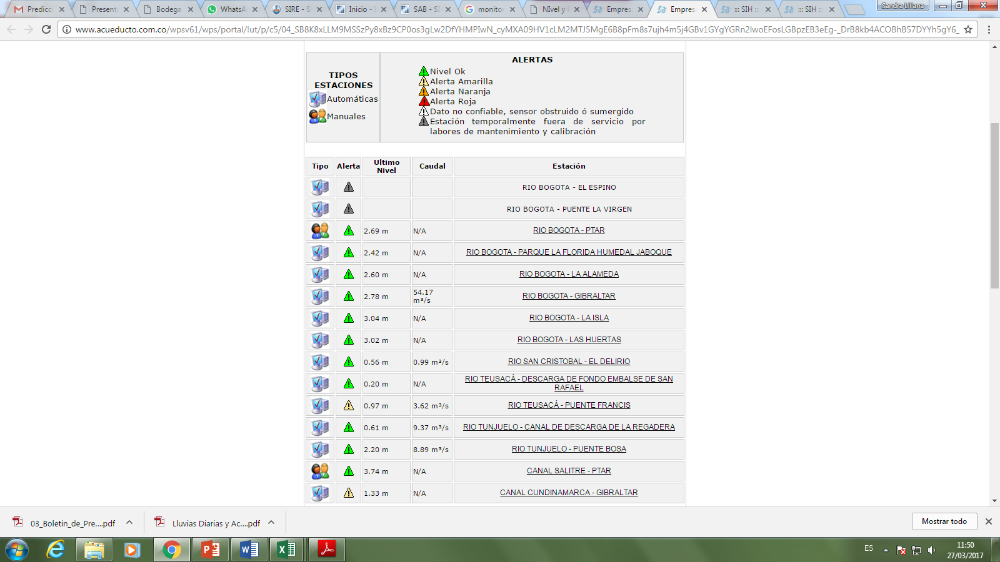 Predicci
Present
Bodega
WhatsA
SIRE - S
Inicio -
SAB - S
monitor
NIvel y
Empres
Empres
::: SIH :::
::: SIH :::
Sandra Liliana
www.acueducto.com.co/wpsv61/wps/portal/!ut/p/c5/04_SB8K8xLLM9MSSzPy8xBz9CP0os3gLw2DfYHMPIwN_cyMXA09HV1cLM2MTJ5MgE6B8pFm8s7ujh4m5j4GBv1GYgYGRn2lwoEFosLGBpzEB3eEg-_DrB8kb4ACOBhB57DYYh5gY6_
TIPOS
ESTACIONES
Automáticas
Manuales
ALERTAS
Nivel Ok
Alerta Amarilla
Alerta Naranja
Alerta Roja
Dato no confiable, sensor obstruido ó sumergido
Estación temporalmente fuera de servicio por
labores de mantenimiento y calibración
Tipo Alerta Ultimo Nivel Caudal Estación
RIO BOGOTA - EL ESPINO
RIO BOGOTA - PUENTE LA VIRGEN
2.69 m N/A RIO BOGOTA - PTAR
2.42 m N/A RIO BOGOTA - PARQUE LA FLORIDA HUMEDAL JABOQUE
2.60 m N/A RIO BOGOTA - LA ALAMEDA
2.78 m 54.17 m³/s RIO BOGOTA - GIBRALTAR
3.04 m N/A RIO BOGOTA - LA ISLA
3.02 m N/A RIO BOGOTA - LAS HUERTAS
0.56 m 0.99 m³/s RIO SAN CRISTOBAL - EL DELIRIO
0.20 m N/A RIO TEUSACÁ - DESCARGA DE FONDO EMBALSE DE SAN
RAFAEL
0.97 m 3.62 m³/s RIO TEUSACÁ - PUENTE FRANCIS
0.61 m 9.37 m³/s RIO TUNJUELO - CANAL DE DESCARGA DE LA REGADERA
2.20 m 8.89 m³/s RIO TUNJUELO - PUENTE BOSA
3.74 m N/A CANAL SALITRE - PTAR
1.33 m N/A CANAL CUNDINAMARCA - GIBRALTAR
03_Boletín_de_Pre....pdf
Lluvias Diarias y Ac....pdf
Mostrar todo
ES
11:50
27/03/2017